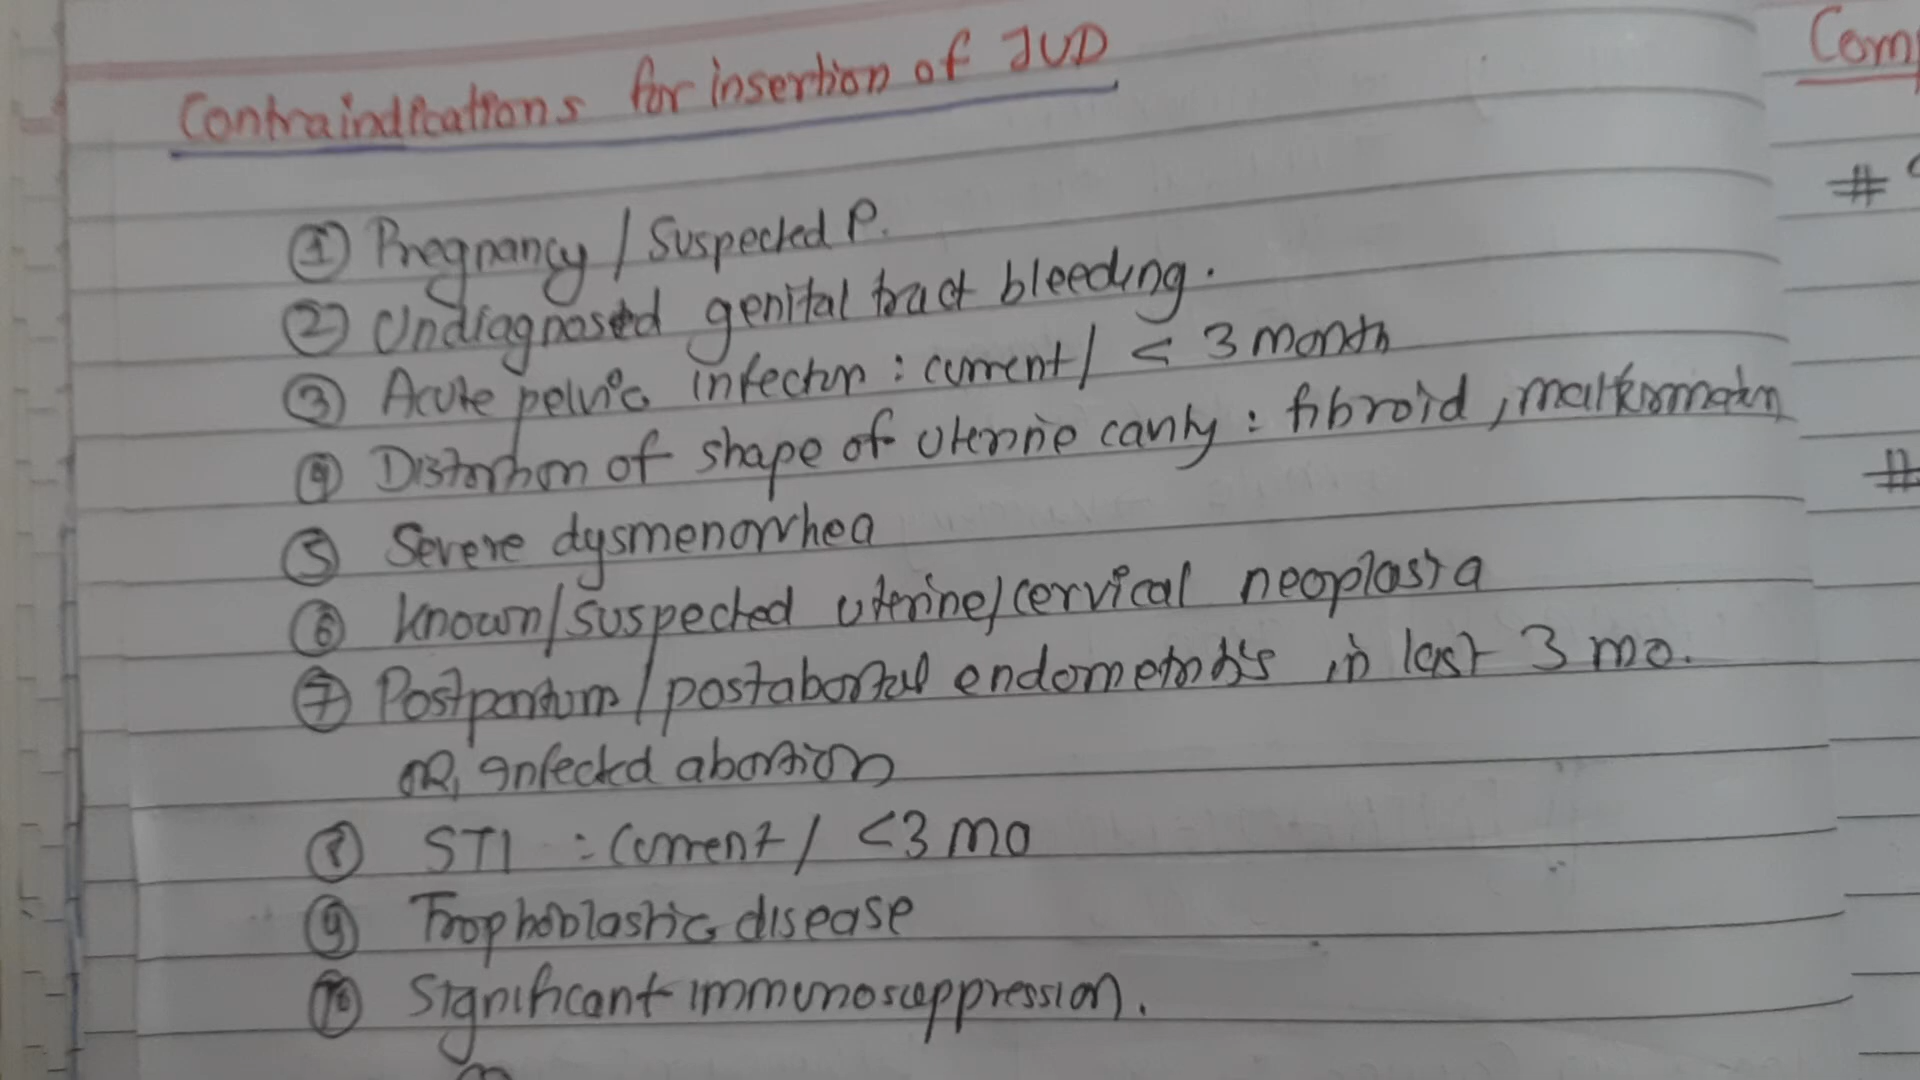 Contraindications for insertion of IUD
① Pregnancy / Suspected P.
② Undiagnosed genital tract bleeding.
③ Acute pelvic infectn : current / < 3 month
④ Distortion of shape of uterine cavity : fibroid , malformatn
⑤ Severe dysmenorrhea
⑥ Known/suspected uterine/cervical neoplasia
⑦ Postpartum / postabortal endometritis in last 3 mo.
OR, Infected abortion
⑧ STI : Current / <3 mo
⑨ Trophoblastic disease
⑩ Significant immunosuppression.
Com
#
#